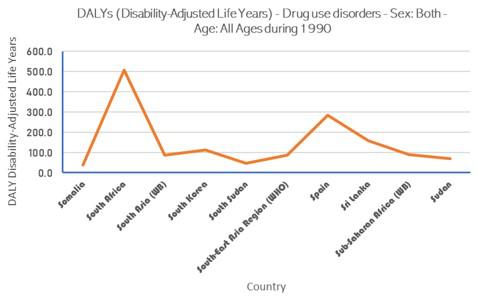 DALYs (Disability-Adjusted Life Years) - Drug use disorders - Sex: Both -
Age: All Ages during 1990
DALY Disability-Adjusted Life Years
600.0
500.0
400.0
300.0
200.0
100.0
0.0
Somalia
South Africa
South Asia (WB)
South Korea
South Sudan
South-East Asia Region (WHO)
Spain
Sri Lanka
Sub-Saharan Africa (WB)
Sudan
Country